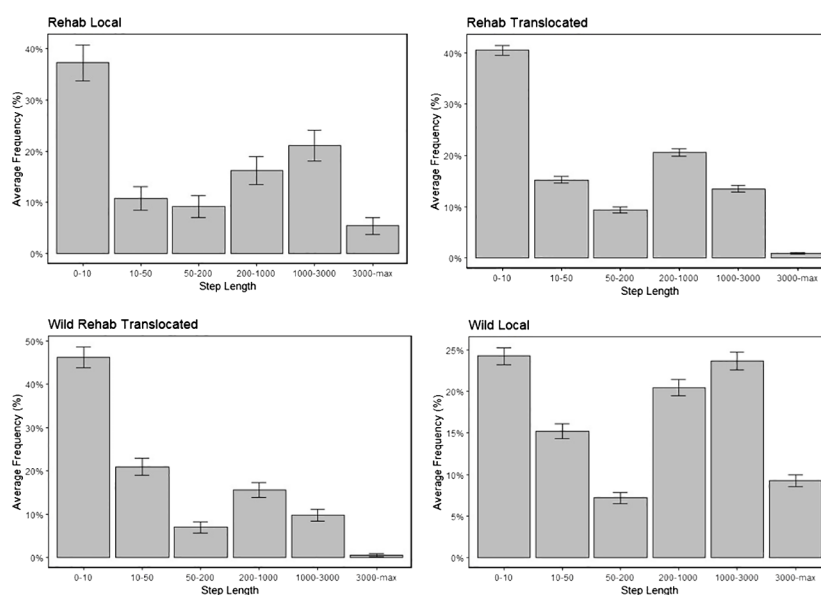 Rehab Local
40%
30%
20%
10%
0%
Average Frequency (%)
0-10 10-50 50-200 200-1000 1000-3000 3000-max
Step Length
Rehab Translocated
40%
30%
20%
10%
0%
Average Frequency (%)
0-10 10-50 50-200 200-1000 1000-3000 3000-max
Step Length
Wild Rehab Translocated
50%
40%
30%
20%
10%
0%
Average Frequency (%)
0-10 10-50 50-200 200-1000 1000-3000 3000-max
Step Length
Wild Local
25%
20%
15%
10%
5%
0%
Average Frequency (%)
0-10 10-50 50-200 200-1000 1000-3000 3000-max
Step Length